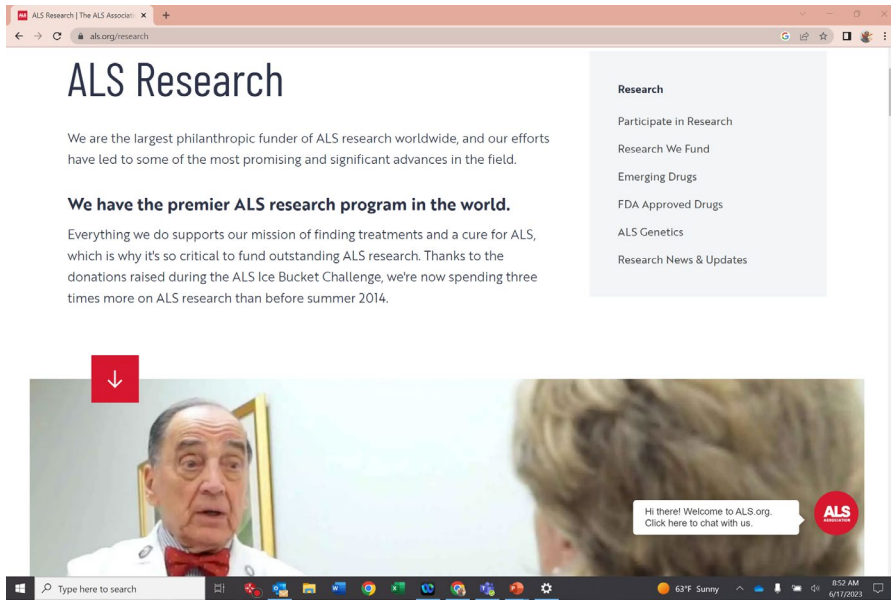 ALS
ALS Research | The ALS Associati
als.org/research
ALS Research
We are the largest philanthropic funder of ALS research worldwide, and our efforts
have led to some of the most promising and significant advances in the field.
We have the premier ALS research program in the world.
Everything we do supports our mission of finding treatments and a cure for ALS,
which is why it's so critical to fund outstanding ALS research. Thanks to the
donations raised during the ALS Ice Bucket Challenge, we're now spending three
times more on ALS research than before summer 2014.
Research
Participate in Research
Research We Fund
Emerging Drugs
FDA Approved Drugs
ALS Genetics
Research News & Updates
Hi there! Welcome to ALS.org.
Click here to chat with us.
ALS
ASSOCIATION
Type here to search
63°F Sunny
8:52 AM
6/17/2023